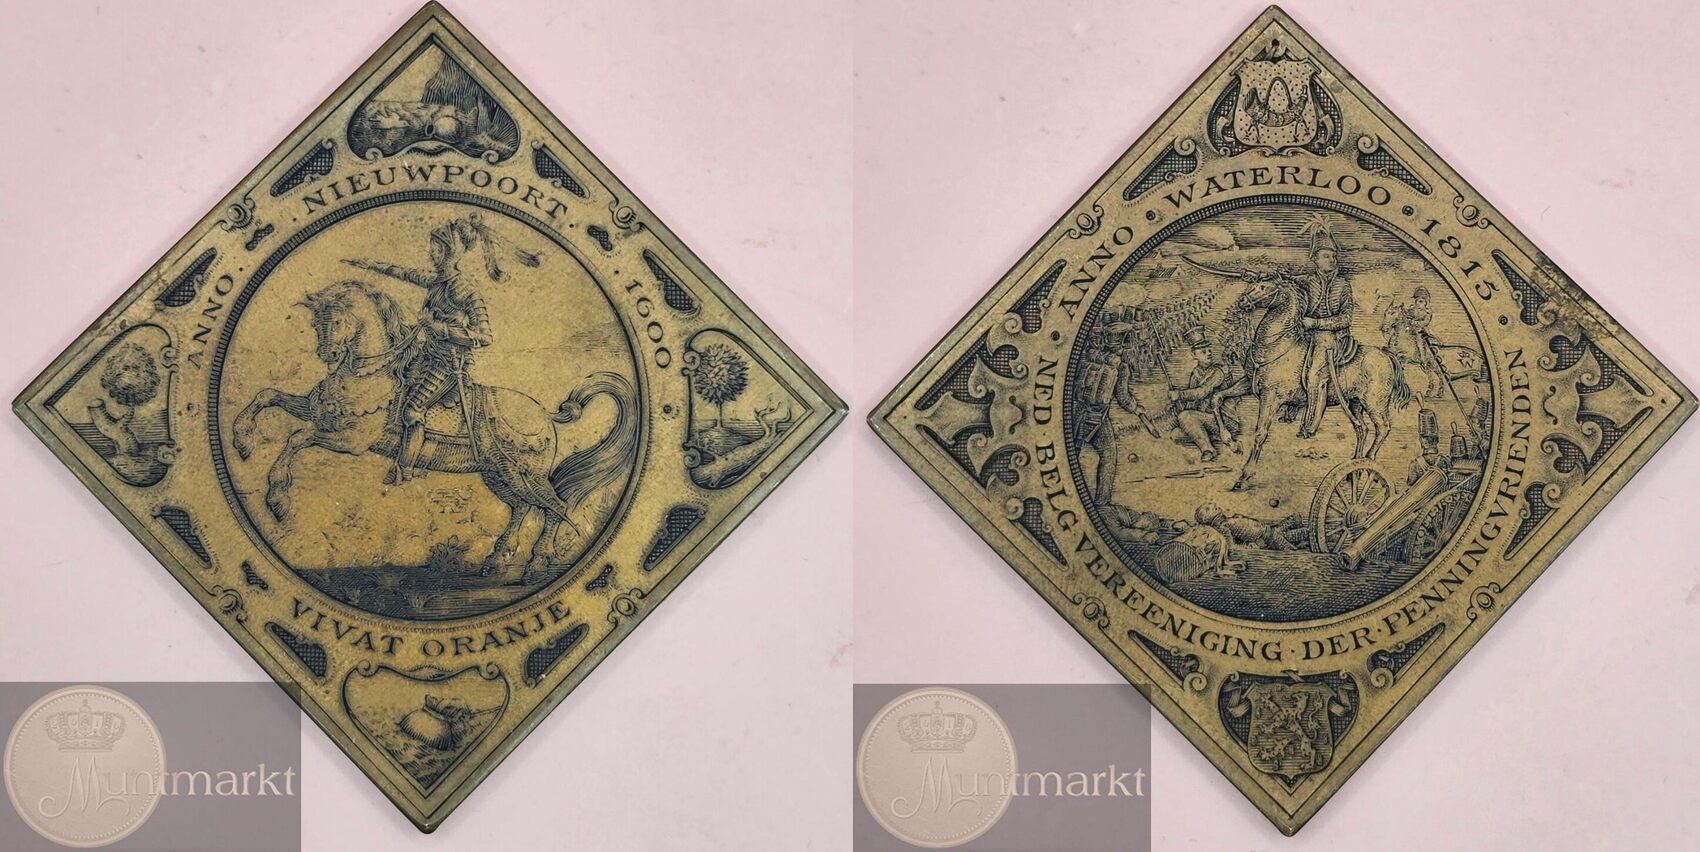 ANNO · NIEUWPOORT · 1600
VIVAT ORANJE
Muntmarkt
ANNO · WATERLOO · 1815
NED BELG VEREENIGING · DER · PENNINGVRIENDEN
Muntmarkt